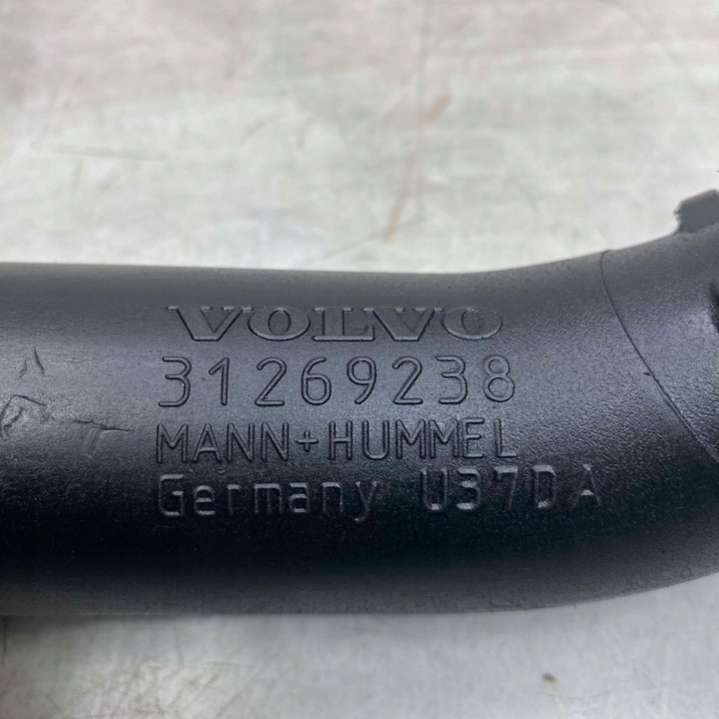 VOLVO
31269238
MANN+HUMMEL
Germany U37DA